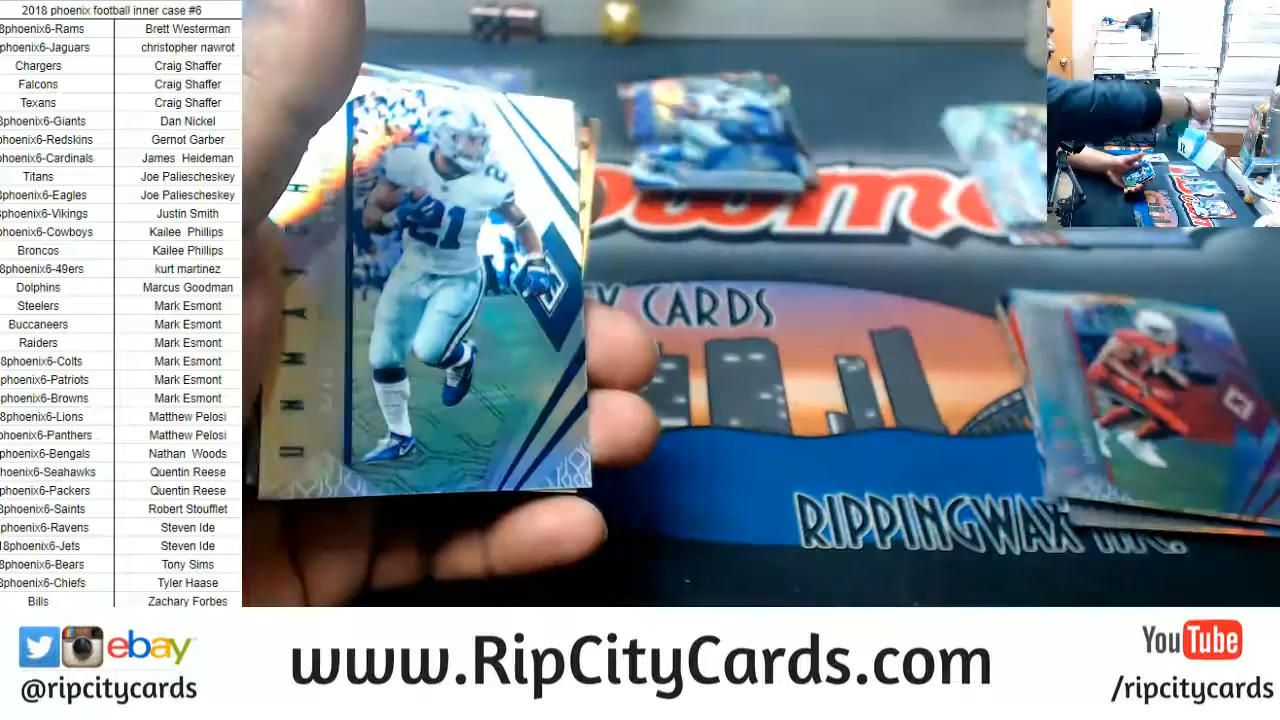 2018 phoenix football inner case #6
8phoenix6-Rams Brett Westerman
phoenix6-Jaguars christopher nawrot
Chargers Craig Shaffer
Falcons Craig Shaffer
Texans Craig Shaffer
8phoenix6-Giants Dan Nickel
phoenix6-Redskins Gernot Garber
phoenix6-Cardinals James Heideman
Titans Joe Paliescheskey
8phoenix6-Eagles Joe Paliescheskey
8phoenix6-Vikings Justin Smith
phoenix6-Cowboys Kailee Phillips
Broncos Kailee Phillips
18phoenix6-49ers kurt martinez
Dolphins Marcus Goodman
Steelers Mark Esmont
Buccaneers Mark Esmont
Raiders Mark Esmont
8phoenix6-Colts Mark Esmont
phoenix6-Patriots Mark Esmont
phoenix6-Browns Mark Esmont
8phoenix6-Lions Matthew Pelosi
phoenix6-Panthers Matthew Pelosi
phoenix6-Bengals Nathan Woods
hoenix6-Seahawks Quentin Reese
phoenix6-Packers Quentin Reese
8phoenix6-Saints Robert Stoufflet
phoenix6-Ravens Steven Ide
18phoenix6-Jets Steven Ide
8phoenix6-Bears Tony Sims
phoenix6-Chiefs Tyler Haase
Bills Zachary Forbes
21
CARDS
RIPPINGWAX
ebay
@ripcitycards
www.RipCityCards.com
YouTube
/ripcitycards